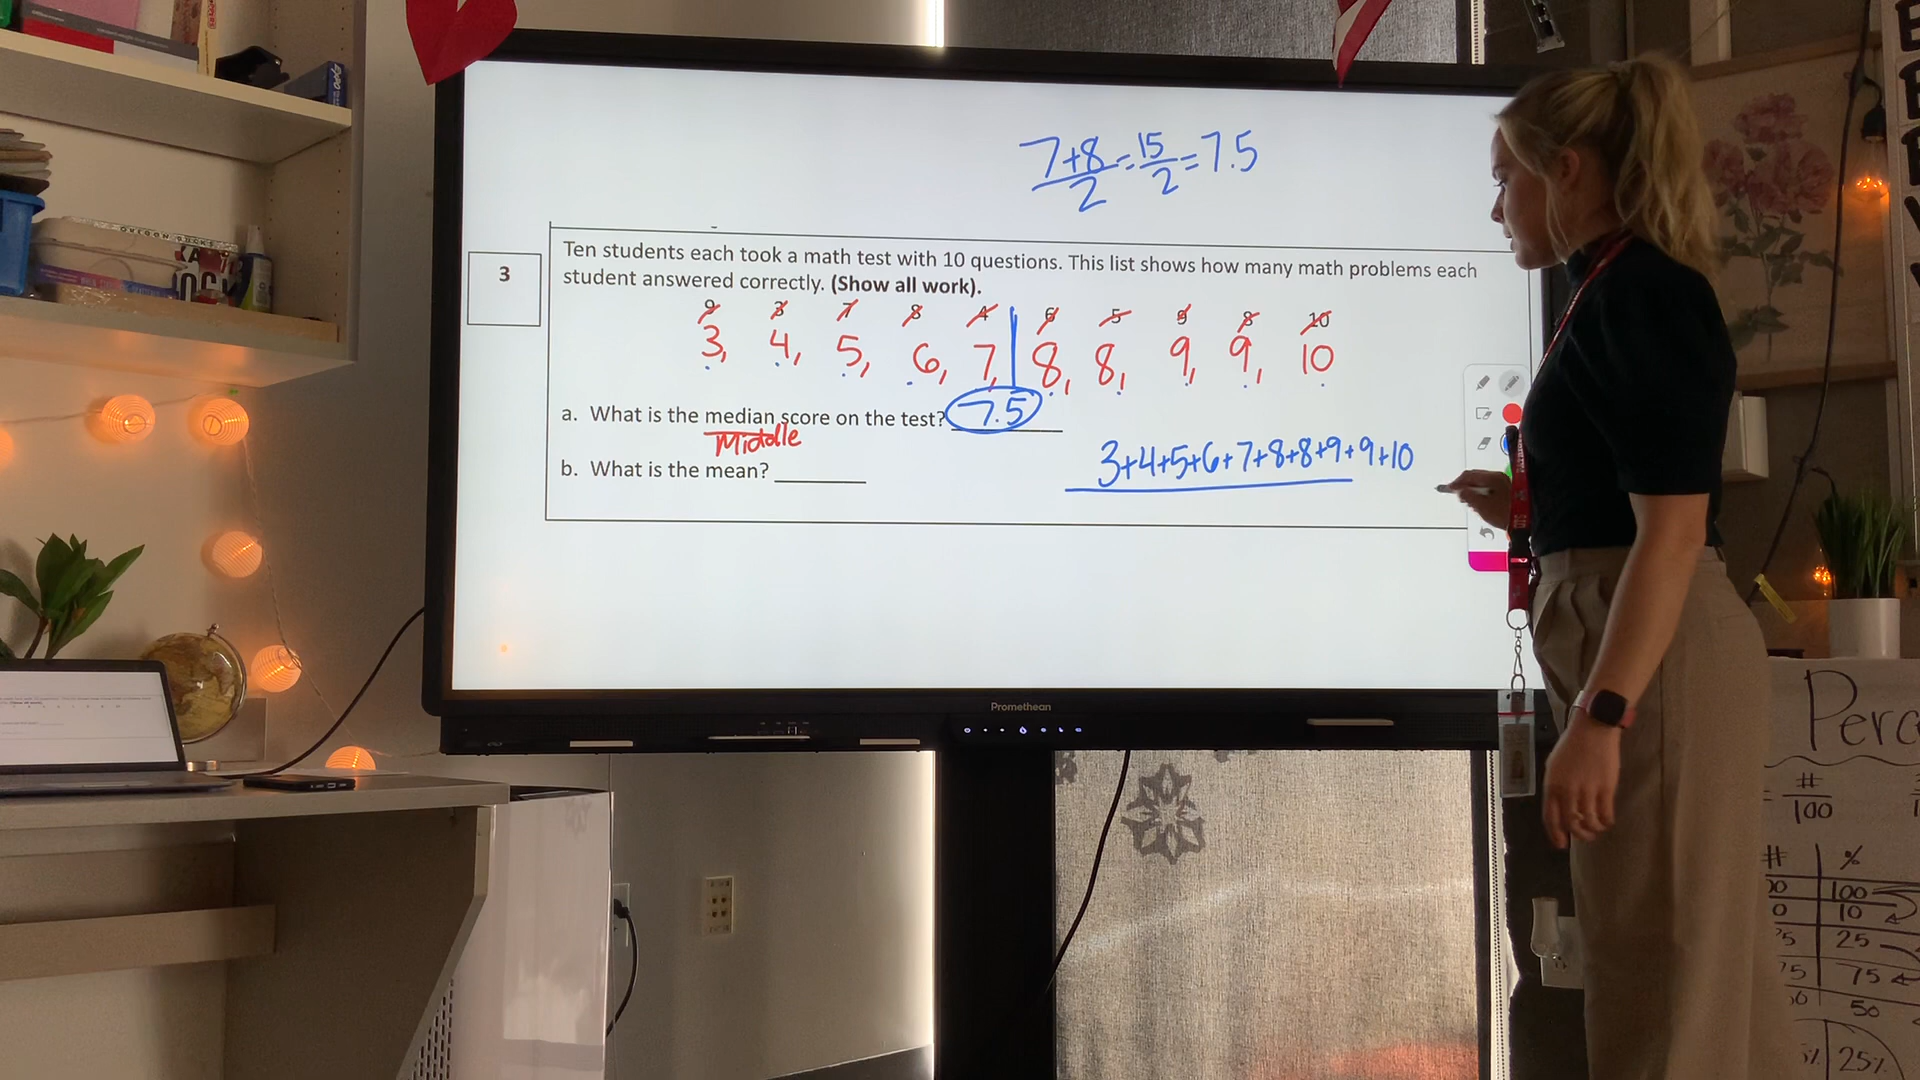 7+8/2 = 15/2 = 7.5
3
Ten students each took a math test with 10 questions. This list shows how many math problems each
student answered correctly. (Show all work).
9 3 7 8 4 6 5 9 8 10
3, 4, 5, 6, 7, 8, 8, 9, 9, 10
a. What is the median score on the test? 7.5
Middle
b. What is the mean?
3+4+5+6+7+8+8+9+9+10
Promethean
Perc
= #/100
# %
100
10
25
75
50
25%